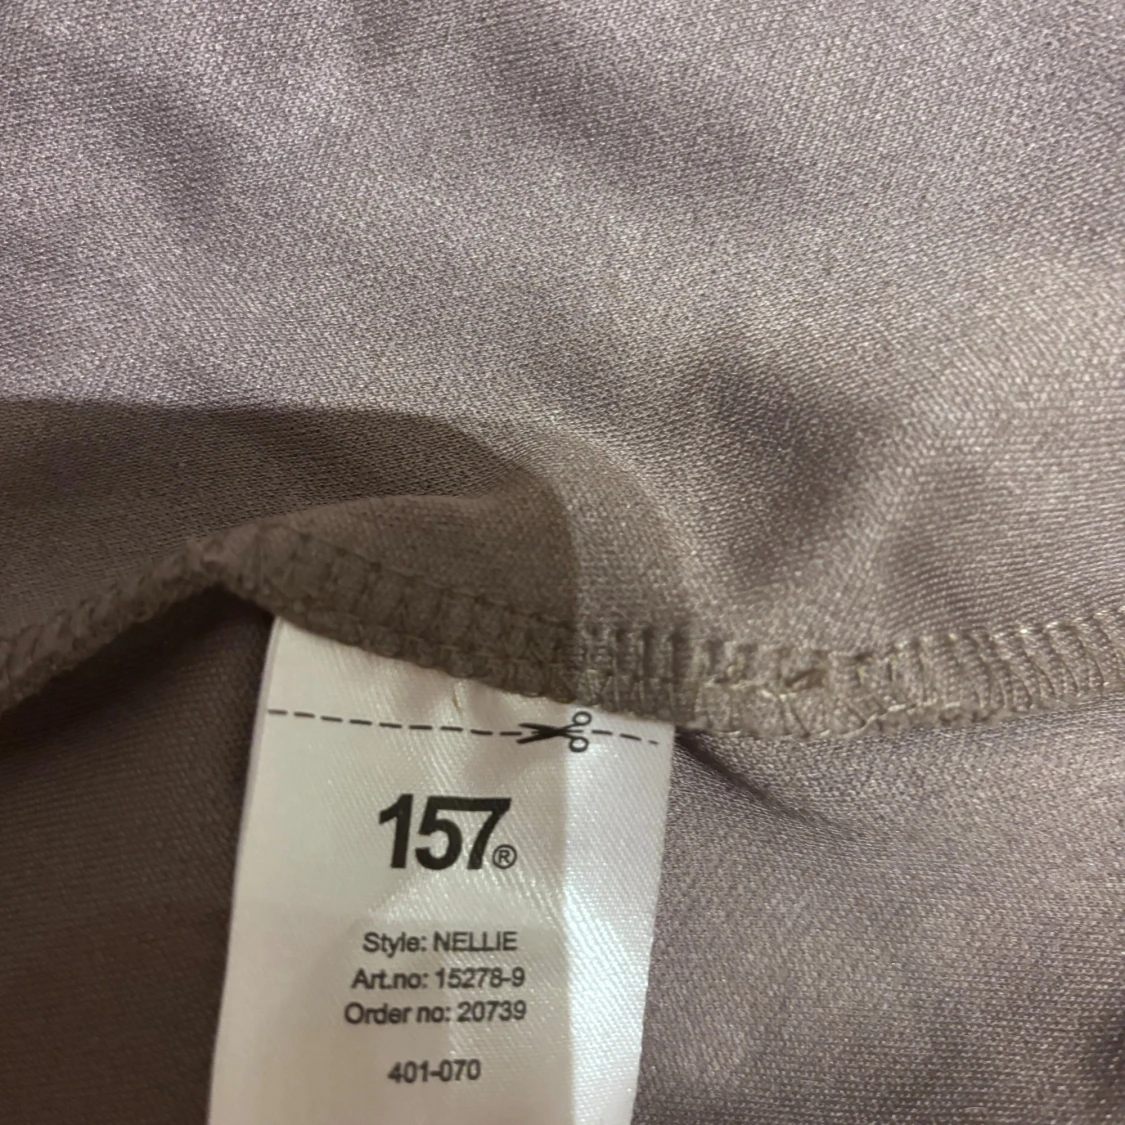 157®
Style: NELLIE
Art.no: 15278-9
Order no: 20739
401-070